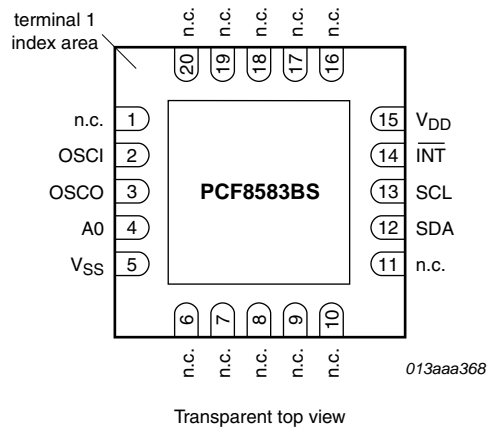 terminal 1
index area
n.c. n.c. n.c. n.c. n.c.
20 19 18 17 16
n.c. 1 15 VDD
OSCI 2 14 INT
OSCO 3 PCF8583BS 13 SCL
A0 4 12 SDA
VSS 5 11 n.c.
6 7 8 9 10
n.c. n.c. n.c. n.c. n.c.
013aaa368
Transparent top view